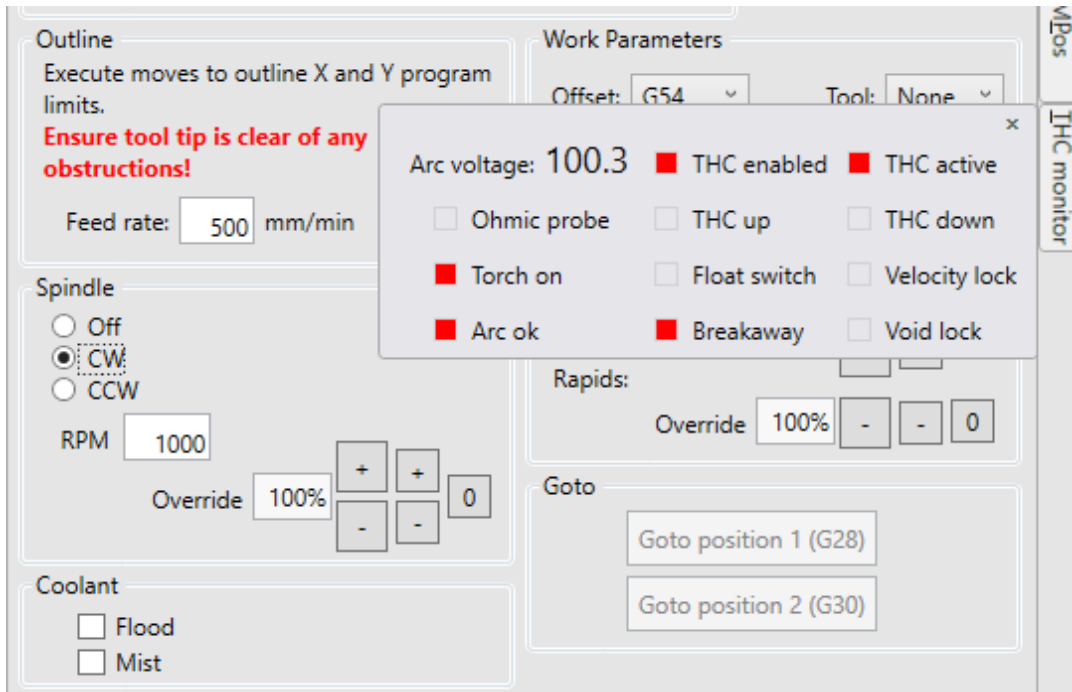 Outline
Execute moves to outline X and Y program
limits.
Ensure tool tip is clear of any
obstructions!
Feed rate: 500 mm/min
Work Parameters
Offset: G54 Tool: None
×
Arc voltage: 100.3 THC enabled THC active
Ohmic probe THC up THC down
Torch on Float switch Velocity lock
Arc ok Breakaway Void lock
Spindle
Off
CW
CCW
RPM 1000
Override 100% + + 0
- -
Rapids:
Override 100% - - 0
Goto
Goto position 1 (G28)
Goto position 2 (G30)
Coolant
Flood
Mist
MPos
THC monitor